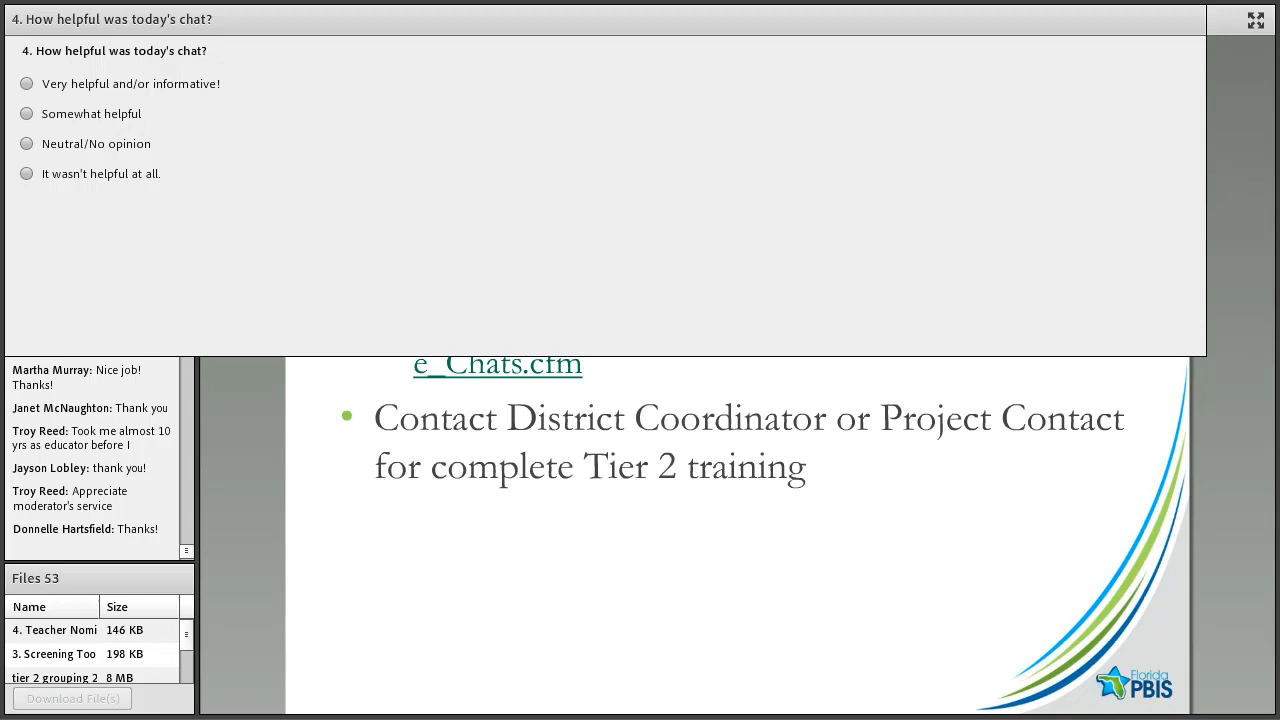 4. How helpful was today's chat?
4. How helpful was today's chat?
Very helpful and/or informative!
Somewhat helpful
Neutral/No opinion
It wasn't helpful at all.
e_Chats.cfm
• Contact District Coordinator or Project Contact
for complete Tier 2 training
Martha Murray: Nice job!
Thanks!
Janet McNaughton: Thank you
Troy Reed: Took me almost 10
yrs as educator before I
Jayson Lobley: thank you!
Troy Reed: Appreciate
moderator's service
Donnelle Hartsfield: Thanks!
Files 53
Name Size
4. Teacher Nomi 146 KB
3. Screening Too 198 KB
tier 2 grouping 2 8 MB
Download File(s)
Florida
PBIS